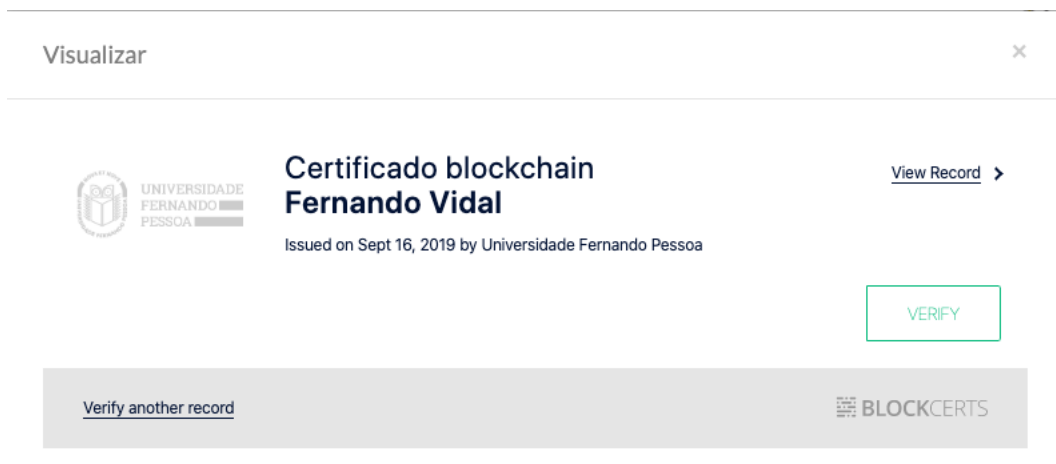 Visualizar
×
UNIVERSIDADE
FERNANDO
PESSOA
Certificado blockchain
Fernando Vidal
Issued on Sept 16, 2019 by Universidade Fernando Pessoa
View Record
VERIFY
Verify another record
BLOCKCERTS